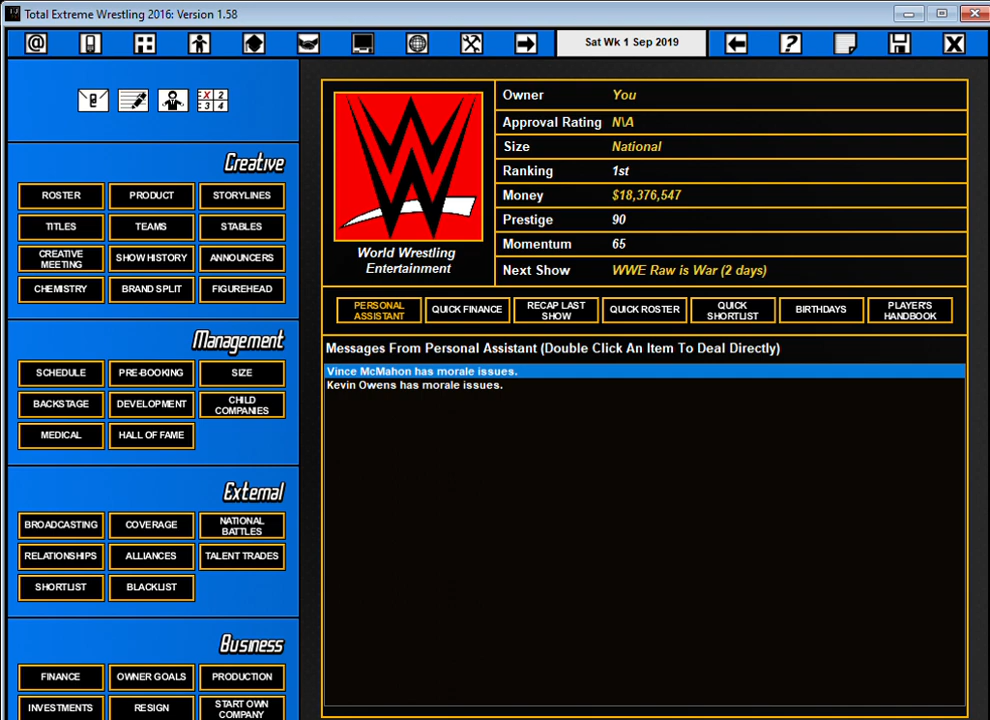 Total Extreme Wrestling 2016: Version 1.58
Sat Wk 1 Sep 2019
Creative
ROSTER
PRODUCT
STORYLINES
TITLES
TEAMS
STABLES
CREATIVE
MEETING
SHOW HISTORY
ANNOUNCERS
CHEMISTRY
BRAND SPLIT
FIGUREHEAD
Management
SCHEDULE
PRE-BOOKING
SIZE
BACKSTAGE
DEVELOPMENT
CHILD
COMPANIES
MEDICAL
HALL OF FAME
External
BROADCASTING
COVERAGE
NATIONAL
BATTLES
RELATIONSHIPS
ALLIANCES
TALENT TRADES
SHORTLIST
BLACKLIST
Business
FINANCE
OWNER GOALS
PRODUCTION
INVESTMENTS
RESIGN
START OWN
COMPANY
World Wrestling
Entertainment
Owner You
Approval Rating N\A
Size National
Ranking 1st
Money $18,376,547
Prestige 90
Momentum 65
Next Show WWE Raw is War (2 days)
PERSONAL
ASSISTANT
QUICK FINANCE
RECAP LAST
SHOW
QUICK ROSTER
QUICK
SHORTLIST
BIRTHDAYS
PLAYER'S
HANDBOOK
Messages From Personal Assistant (Double Click An Item To Deal Directly)
Vince McMahon has morale issues.
Kevin Owens has morale issues.